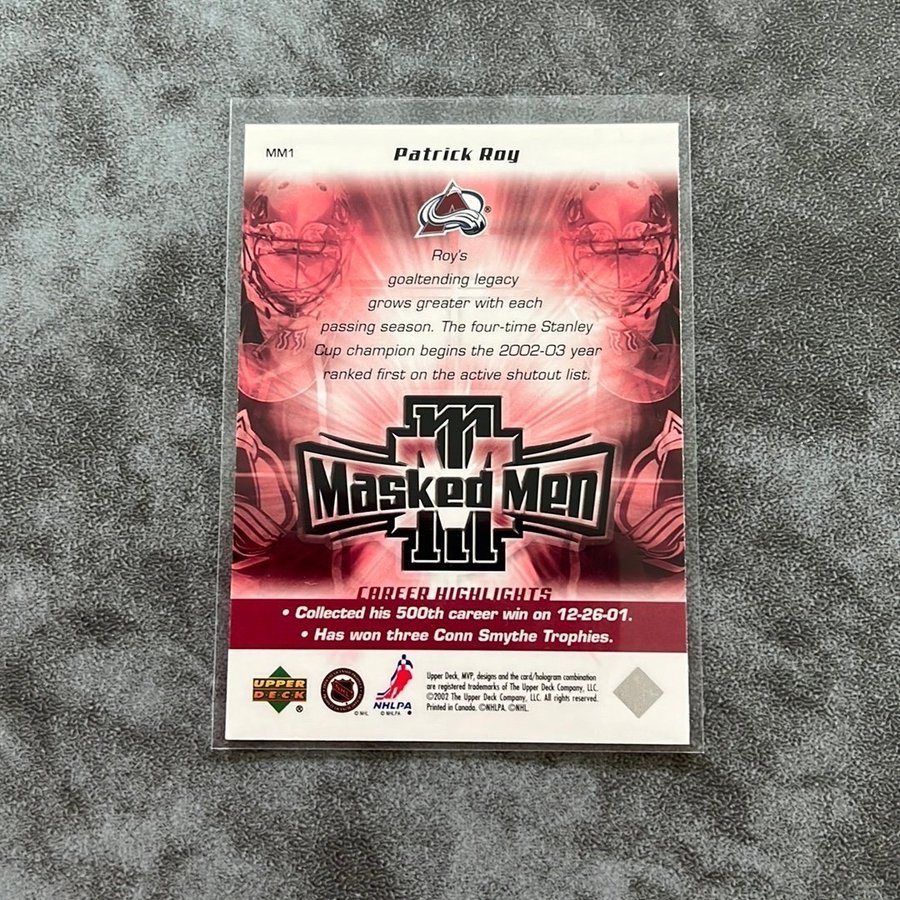 MM1
Patrick Roy
Roy's
goaltending legacy
grows greater with each
passing season. The four-time Stanley
Cup champion begins the 2002-03 year
ranked first on the active shutout list.
Masked Men
CAREER HIGHLIGHTS
• Collected his 500th career win on 12-26-01.
• Has won three Conn Smythe Trophies.
UPPER
DECK
®
NHL
© NHL
NHLPA
© NHLPA
Upper Deck, MVP, designs and the card/hologram combination
are registered trademarks of The Upper Deck Company, LLC.
©2002 The Upper Deck Company, LLC. All rights reserved.
Printed in Canada. ©NHLPA, ©NHL.